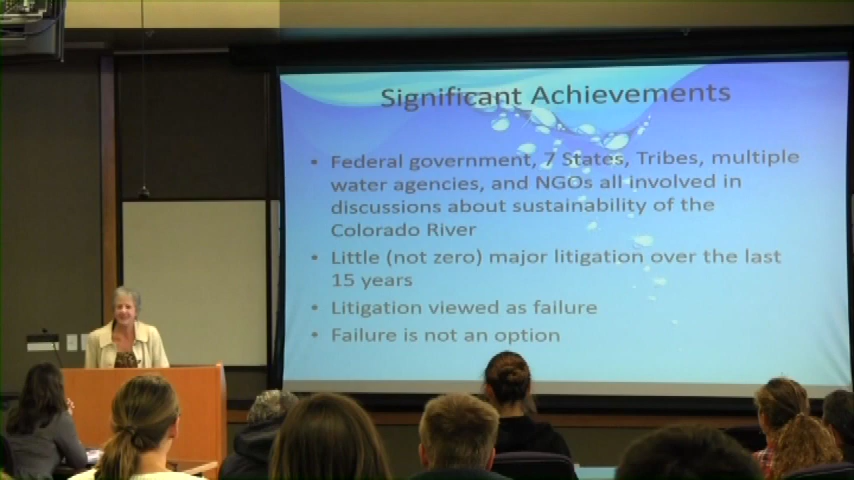 Significant Achievements
• Federal government, 7 States, Tribes, multiple
water agencies, and NGOs all involved in
discussions about sustainability of the
Colorado River
• Little (not zero) major litigation over the last
15 years
• Litigation viewed as failure
• Failure is not an option